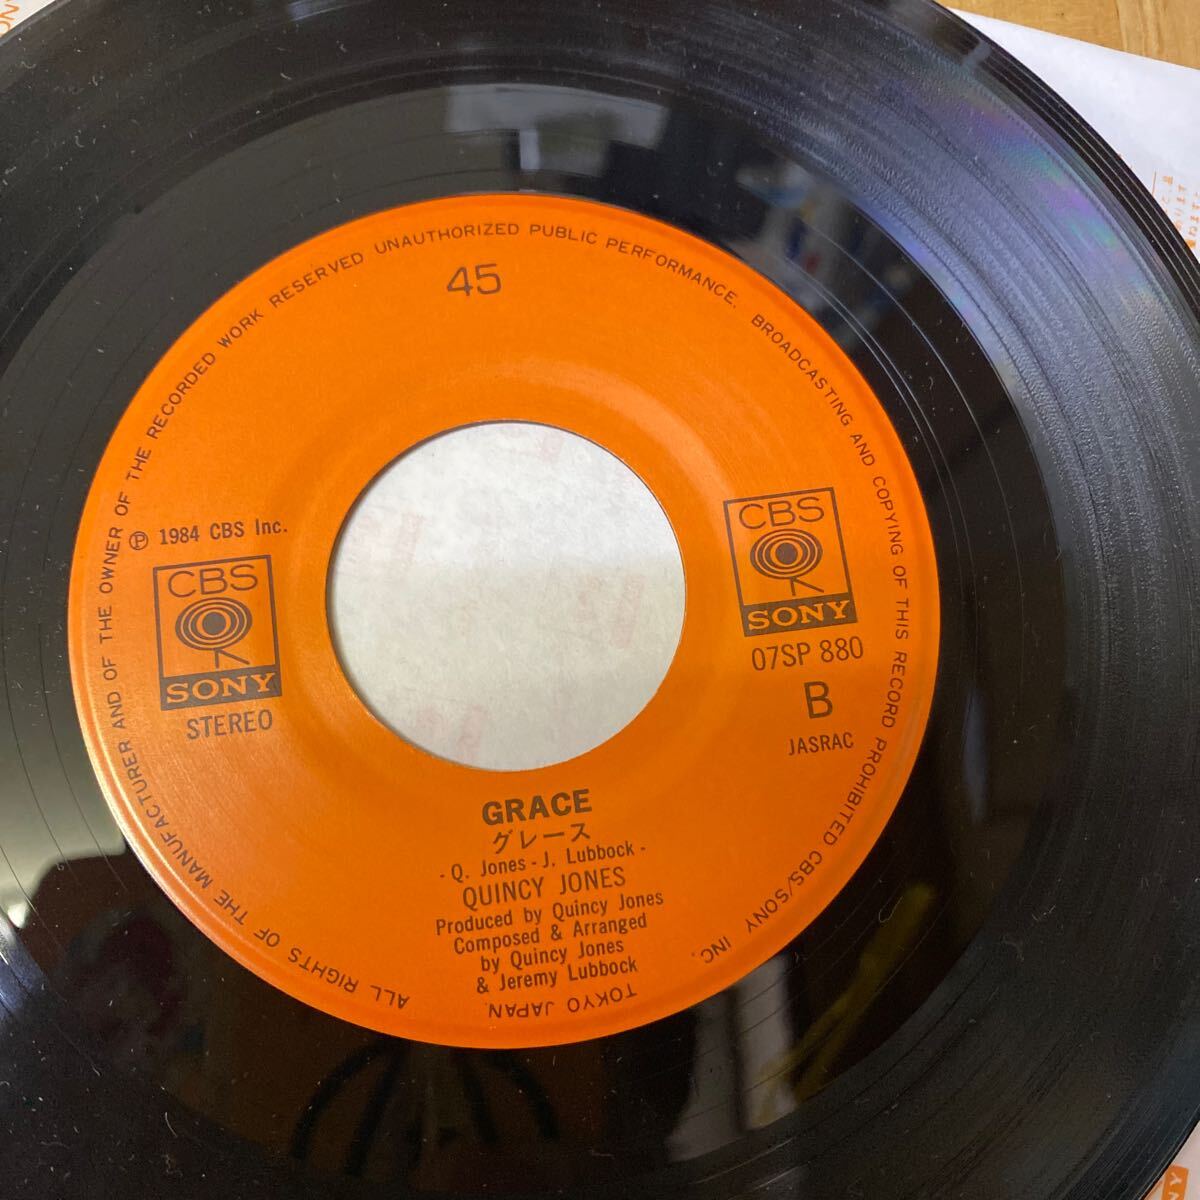 ALL RIGHTS OF THE MANUFACTURER AND OF THE OWNER OF THE RECORDED WORK RESERVED UNAUTHORIZED PUBLIC PERFORMANCE, BROADCASTING AND COPYING OF THIS RECORD PROHIBITED CBS/SONY INC.
TOKYO JAPAN.
45
Ⓟ 1984 CBS Inc.
CBS
SONY
STEREO
CBS
SONY
07SP 880
B
JASRAC
GRACE
グレース
- Q. Jones - J. Lubbock -
QUINCY JONES
Produced by Quincy Jones
Composed & Arranged
by Quincy Jones
& Jeremy Lubbock